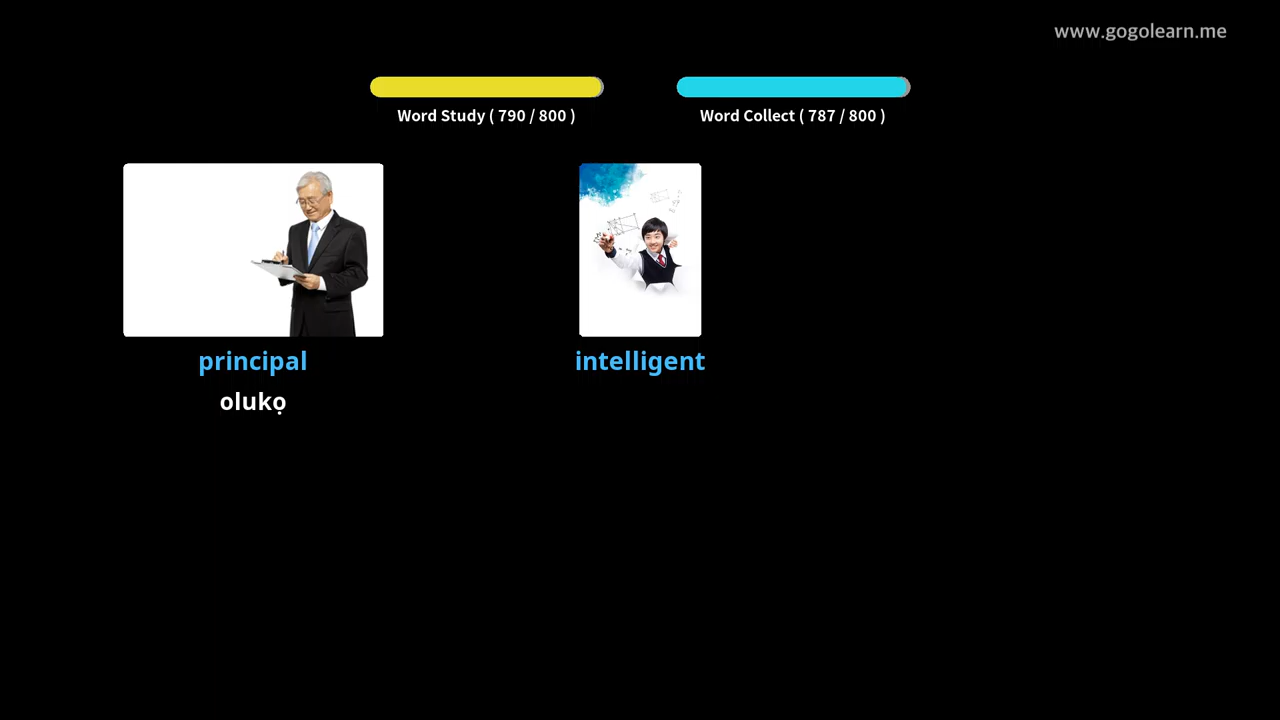 www.gogolearn.me
Word Study ( 790 / 800 )
Word Collect ( 787 / 800 )
principal
intelligent
olukọ